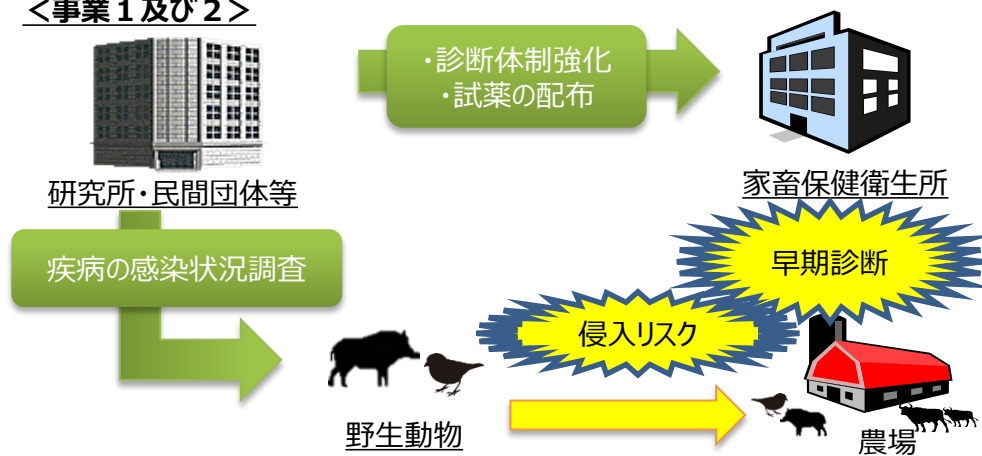 ＜事業１及び２＞
・診断体制強化
・試薬の配布
研究所・民間団体等
家畜保健衛生所
疾病の感染状況調査
早期診断
侵入リスク
野生動物
農場